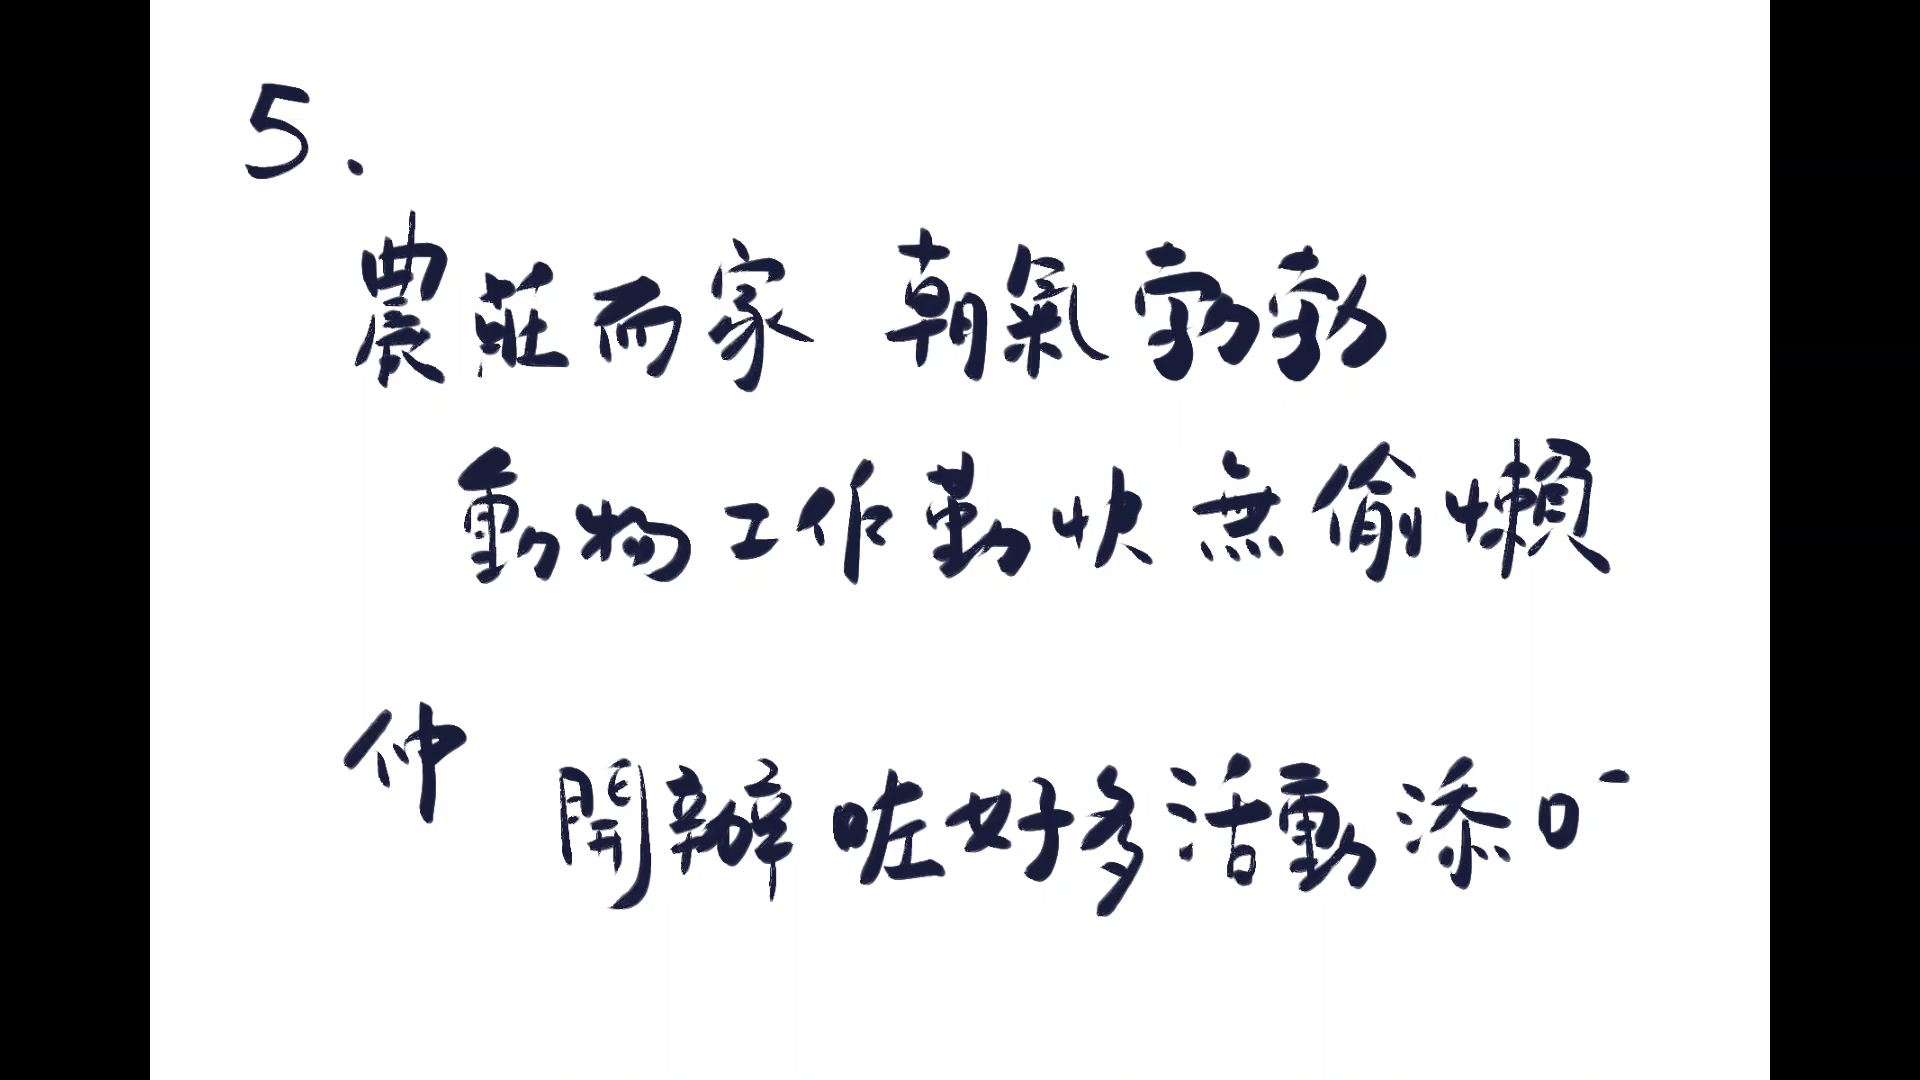 5.
農莊而家 朝氣勃勃
動物工作勤快無偷懶
仲 開辦咗好多活動添